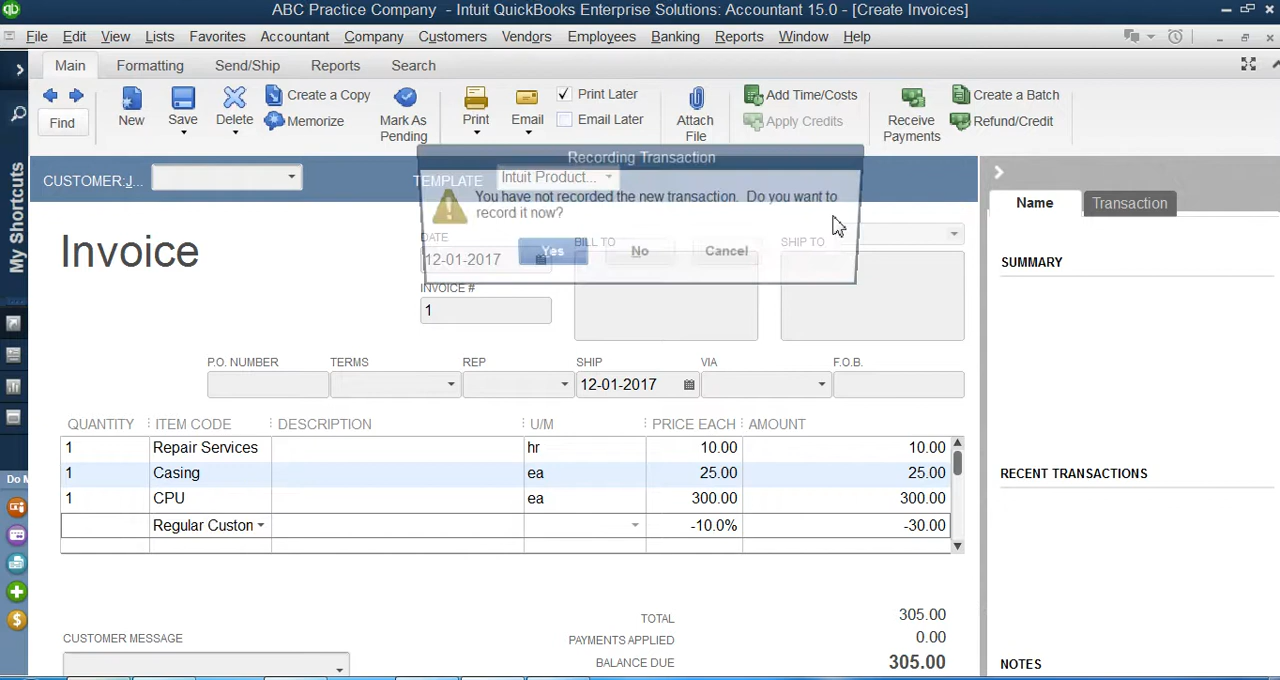 ABC Practice Company - Intuit QuickBooks Enterprise Solutions: Accountant 15.0 - [Create Invoices]
File Edit View Lists Favorites Accountant Company Customers Vendors Employees Banking Reports Window Help
Main Formatting Send/Ship Reports Search
Find
New
Save
Delete
Create a Copy
Memorize
Mark As
Pending
Print
Email
Print Later
Email Later
Attach
File
Add Time/Costs
Apply Credits
Receive
Payments
Create a Batch
Refund/Credit
My Shortcuts
Do M
CUSTOMER:J...
TEMPLATE
Intuit Product...
Recording Transaction
You have not recorded the new transaction. Do you want to
record it now?
Yes No Cancel
Invoice
DATE
12-01-2017
INVOICE #
1
BILL TO
SHIP TO
P.O. NUMBER TERMS REP SHIP VIA F.O.B.
12-01-2017
QUANTITY ITEM CODE DESCRIPTION U/M PRICE EACH AMOUNT
1 Repair Services hr 10.00 10.00
1 Casing ea 25.00 25.00
1 CPU ea 300.00 300.00
Regular Custon -10.0% -30.00
TOTAL 305.00
PAYMENTS APPLIED 0.00
BALANCE DUE 305.00
CUSTOMER MESSAGE
Name Transaction
SUMMARY
RECENT TRANSACTIONS
NOTES